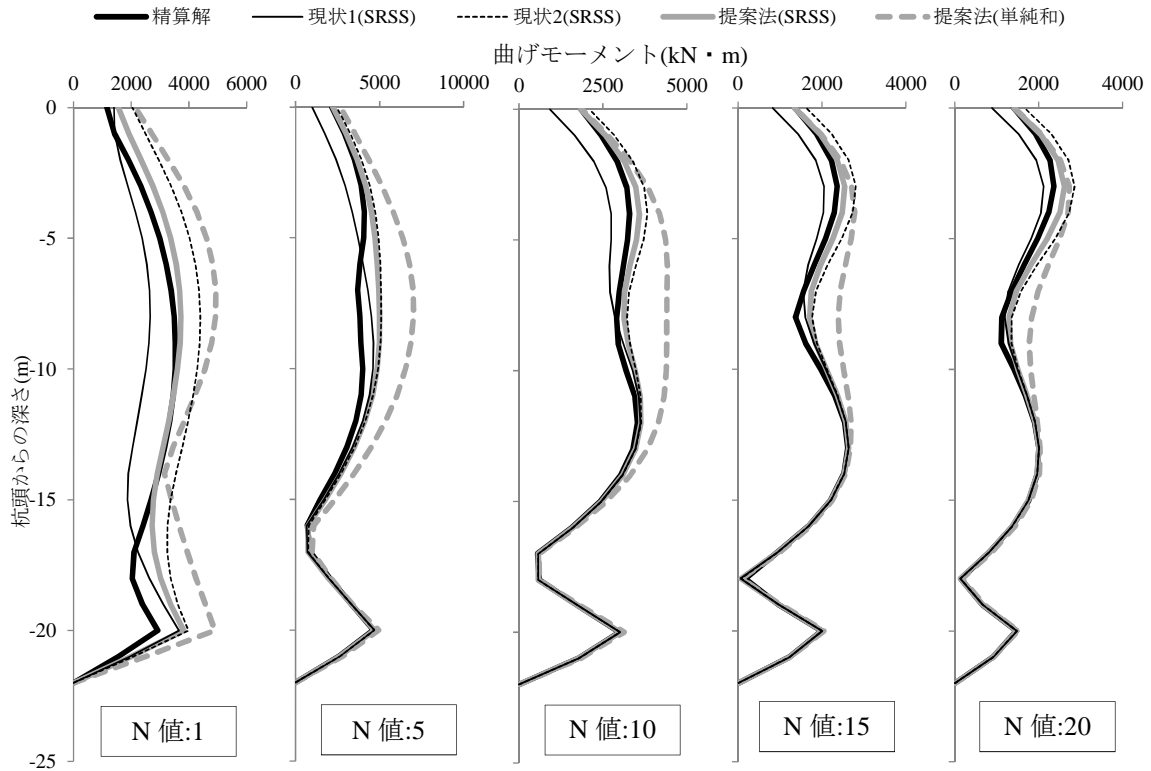 精算解 現状1(SRSS) 現状2(SRSS) 提案法(SRSS) 提案法(単純和)
曲げモーメント(kN・m)
0 2000 4000 6000 0 5000 10000 0 2500 5000 0 2000 4000 0 2000 4000
杭頭からの深さ(m)
0
-5
-10
-15
-20
-25
N 値:1 N 値:5 N 値:10 N 値:15 N 値:20